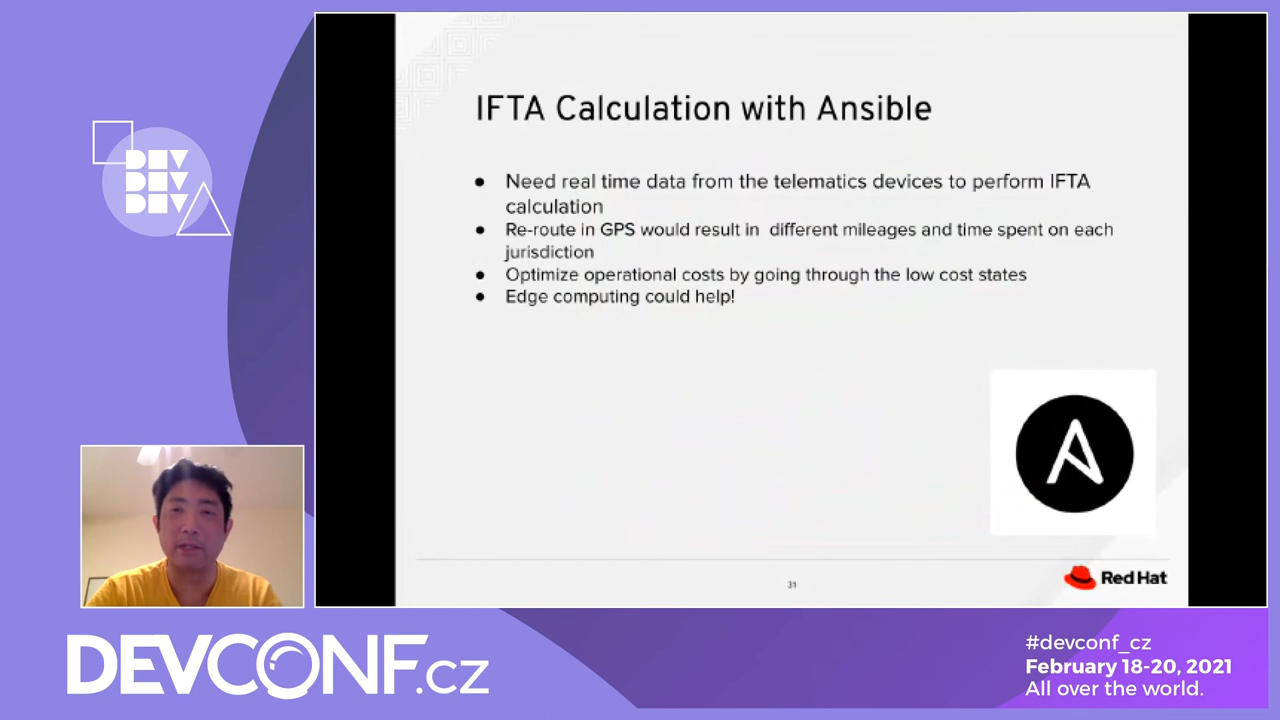 DEV
DEV
DEV
IFTA Calculation with Ansible
● Need real time data from the telematics devices to perform IFTA
calculation
● Re-route in GPS would result in different mileages and time spent on each
jurisdiction
● Optimize operational costs by going through the low cost states
● Edge computing could help!
31
Red Hat
DEVCONF.cz
#devconf_cz
February 18-20, 2021
All over the world.